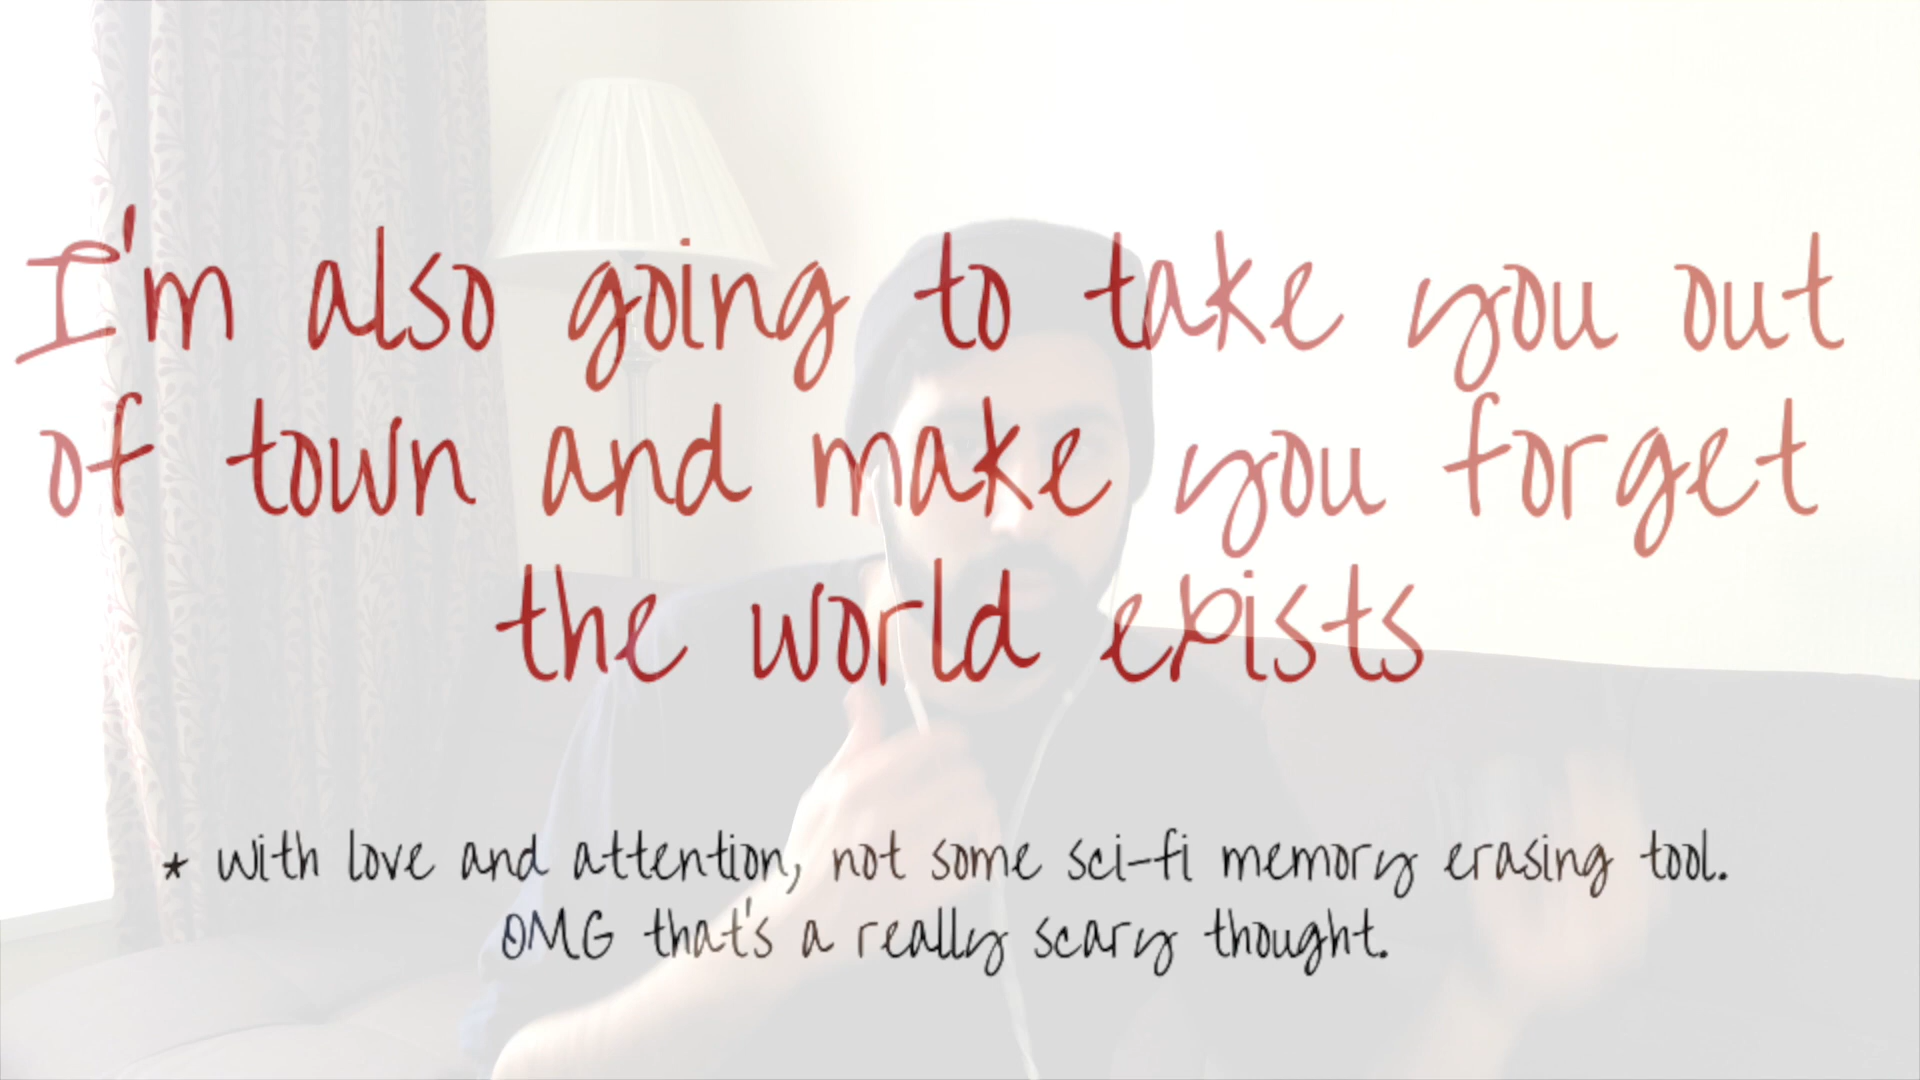 I'm also going to take you out
of town and make you forget
the world exists
* with love and attention, not some sci-fi memory erasing tool.
OMG that's a really scary thought.